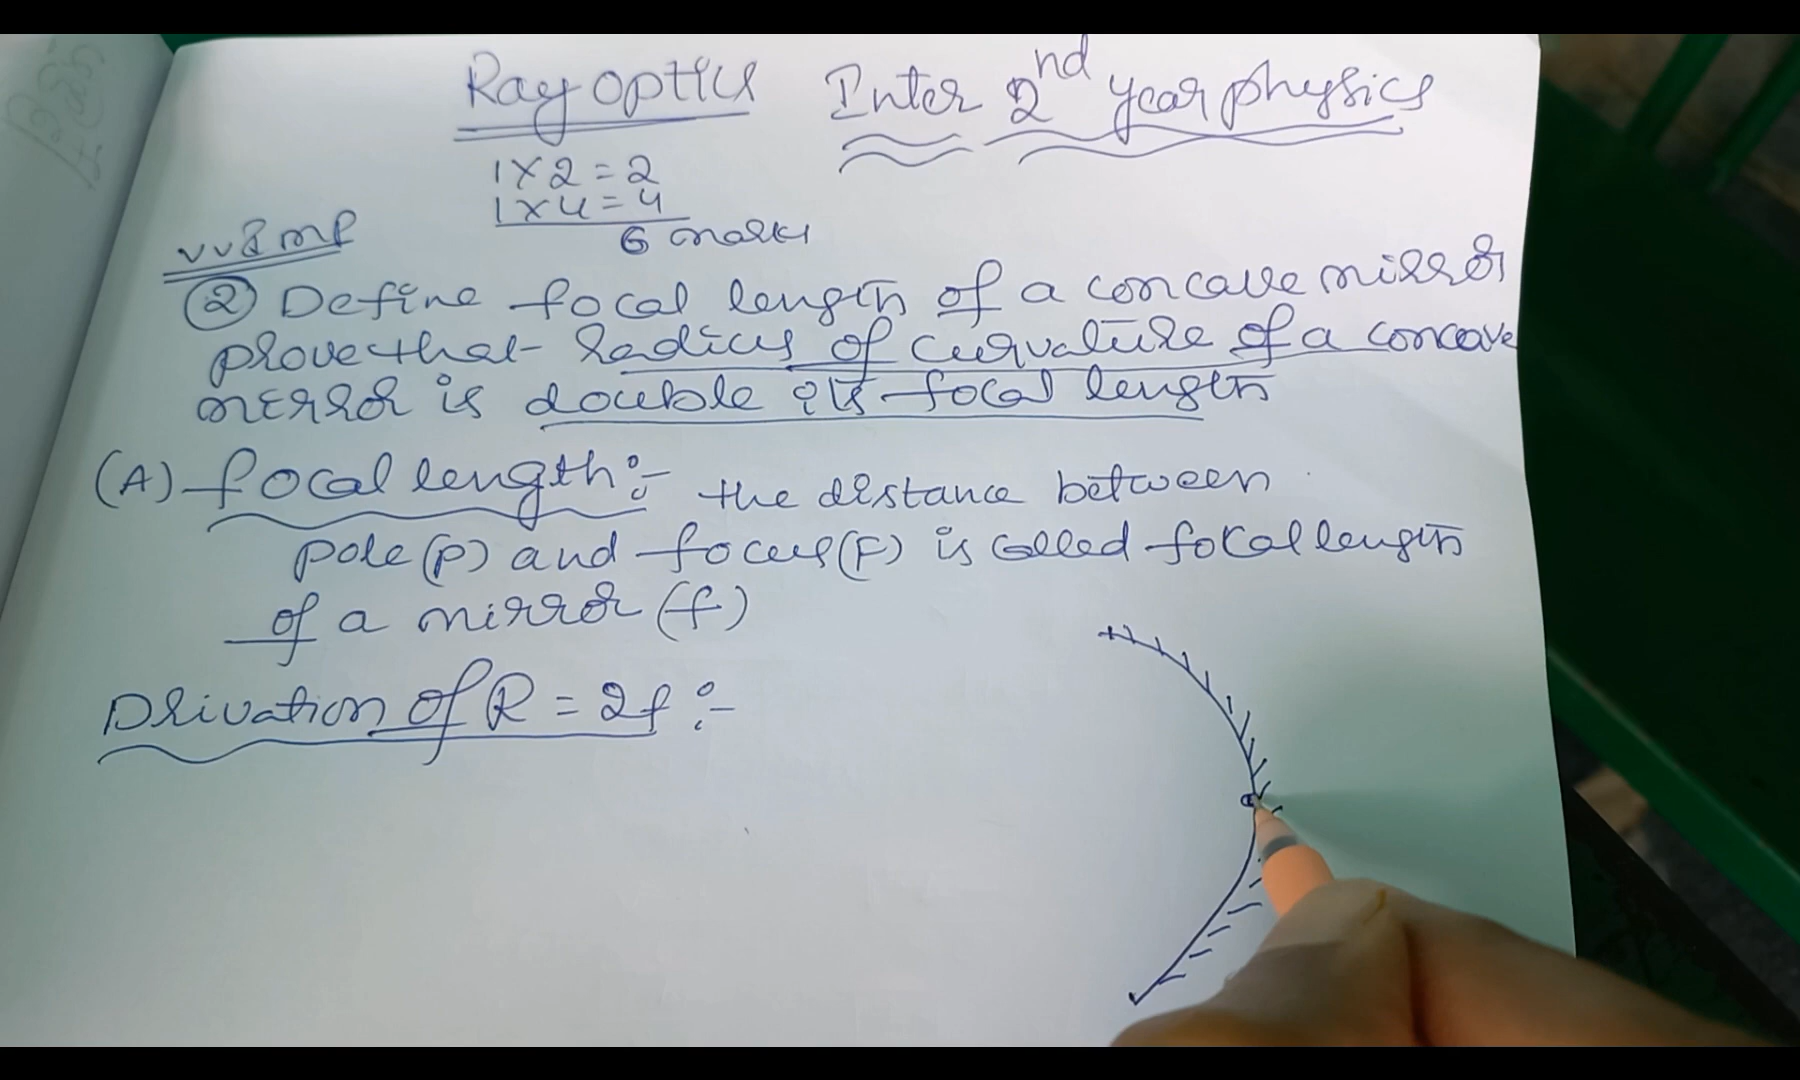 Ray optics Inter 2nd year physics
1 × 2 = 2
1 × 4 = 4
6 marks
vvimp
(2) Define focal length of a concave mirror
prove that radius of curvature of a concave
mirror is double its focal length
(A) focal length :- the distance between
pole (p) and focus (F) is called focal length
of a mirror (f)
Drivation of R = 2f :-